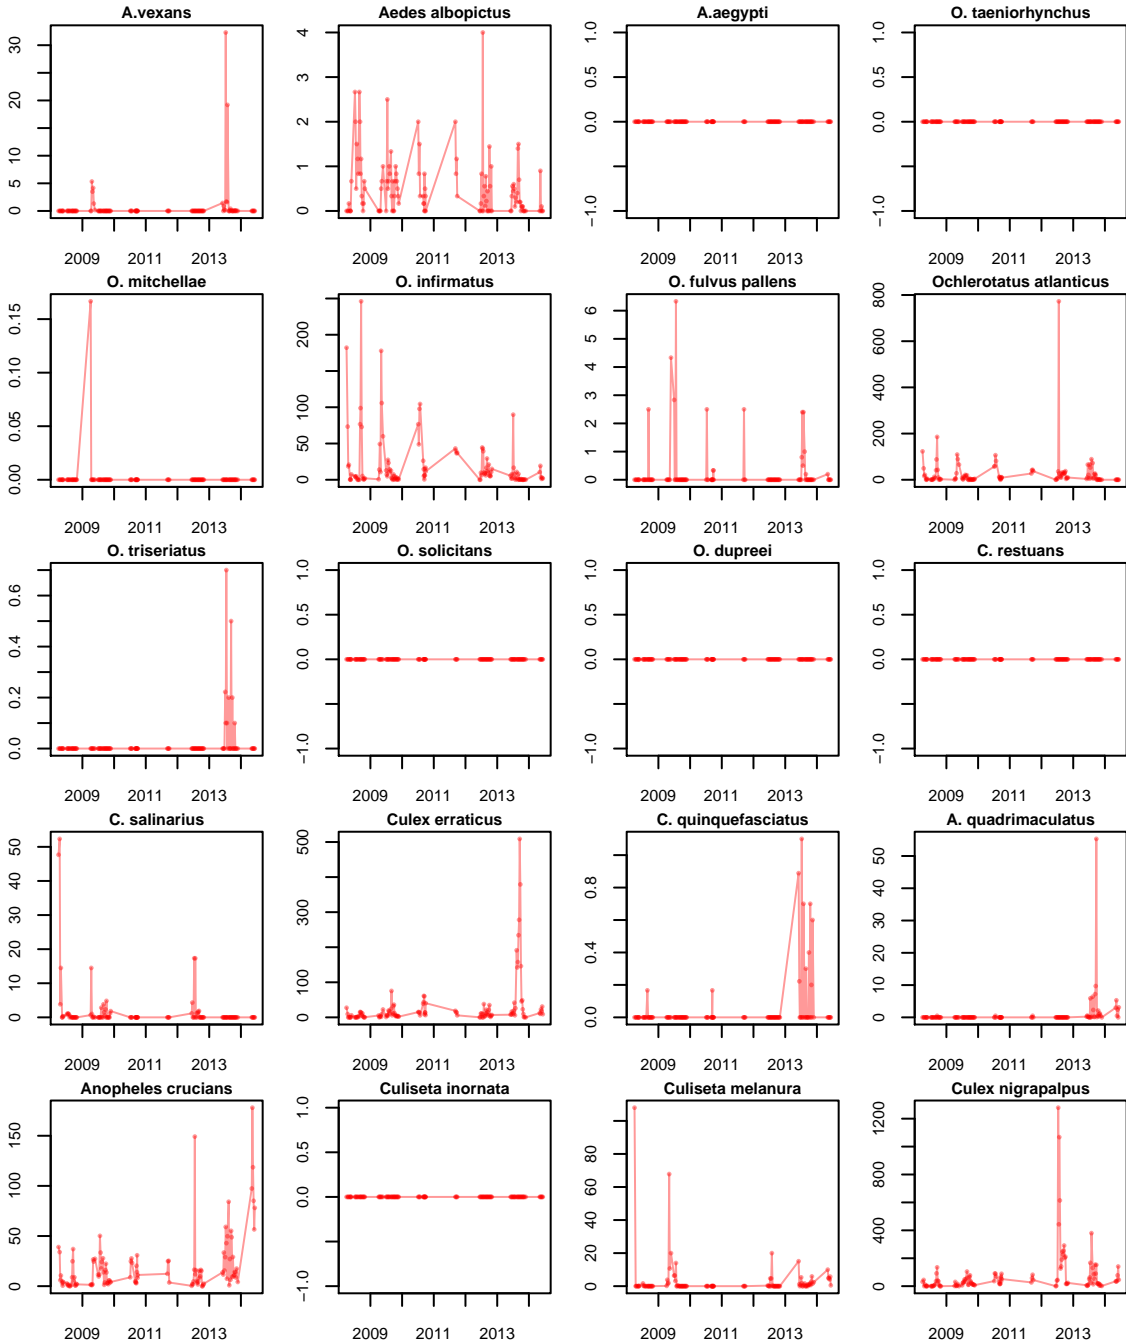 A.vexans
Aedes albopictus
A.aegypti
O. taeniorhynchus
30
20
10
5
0
4
3
2
1
0
1.0
0.5
0.0
−1.0
1.0
0.5
0.0
−1.0
2009 2011 2013
2009 2011 2013
2009 2011 2013
2009 2011 2013
O. mitchellae
O. infirmatus
O. fulvus pallens
Ochlerotatus atlanticus
0.15
0.10
0.05
0.00
200
100
50
0
6
5
4
3
2
1
0
800
600
400
200
0
2009 2011 2013
2009 2011 2013
2009 2011 2013
2009 2011 2013
O. triseriatus
O. solicitans
O. dupreei
C. restuans
0.6
0.4
0.2
0.0
1.0
0.5
0.0
−1.0
1.0
0.5
0.0
−1.0
1.0
0.5
0.0
−1.0
2009 2011 2013
2009 2011 2013
2009 2011 2013
2009 2011 2013
C. salinarius
Culex erraticus
C. quinquefasciatus
A. quadrimaculatus
50
40
30
20
10
0
500
300
100
0
0.8
0.4
0.0
50
40
30
20
10
0
2009 2011 2013
2009 2011 2013
2009 2011 2013
2009 2011 2013
Anopheles crucians
Culiseta inornata
Culiseta melanura
Culex nigrapalpus
150
100
50
0
1.0
0.5
0.0
−1.0
80
60
40
20
0
1200
800
400
0
2009 2011 2013
2009 2011 2013
2009 2011 2013
2009 2011 2013